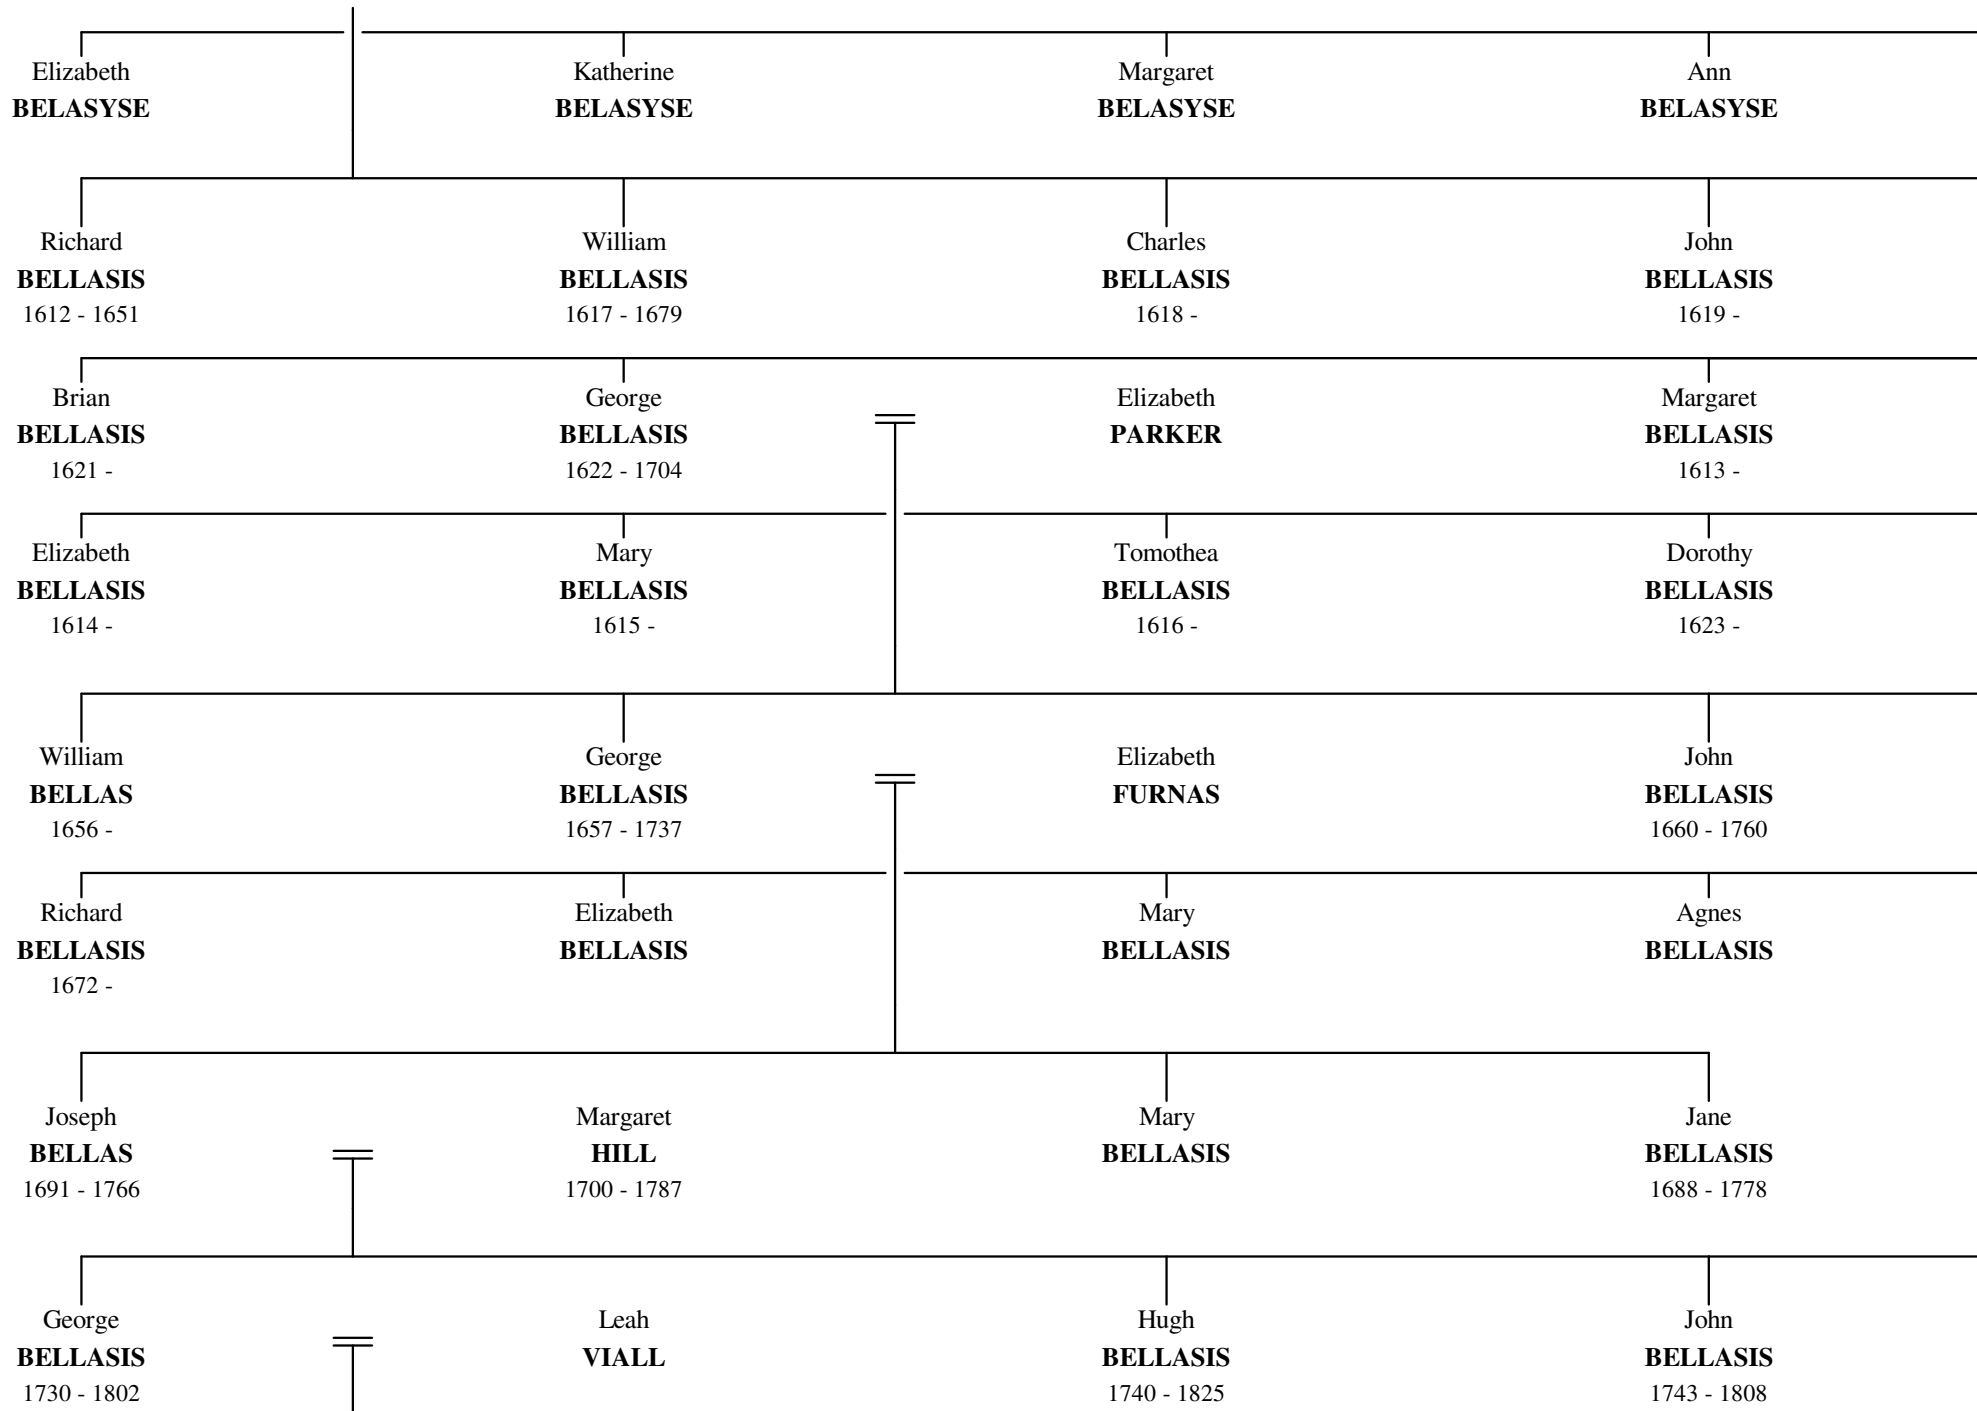 Elizabeth Katherine Margaret Ann
BELASYSE BELASYSE BELASYSE BELASYSE
Richard William Charles John
BELLASIS BELLASIS BELLASIS BELLASIS
1612 - 1651 1617 - 1679 1618 - 1619 -
Brian George Elizabeth Margaret
BELLASIS BELLASIS PARKER BELLASIS
1621 - 1622 - 1704 1613 -
Elizabeth Mary Tomothea Dorothy
BELLASIS BELLASIS BELLASIS BELLASIS
1614 - 1615 - 1616 - 1623 -
William George Elizabeth John
BELLAS BELLASIS FURNAS BELLASIS
1656 - 1657 - 1737 1660 - 1760
Richard Elizabeth Mary Agnes
BELLASIS BELLASIS BELLASIS BELLASIS
1672 -
Joseph Margaret Mary Jane
BELLAS HILL BELLASIS BELLASIS
1691 - 1766 1700 - 1787 1688 - 1778
George Leah Hugh John
BELLASIS VIALL BELLASIS BELLASIS
1730 - 1802 1740 - 1825 1743 - 1808